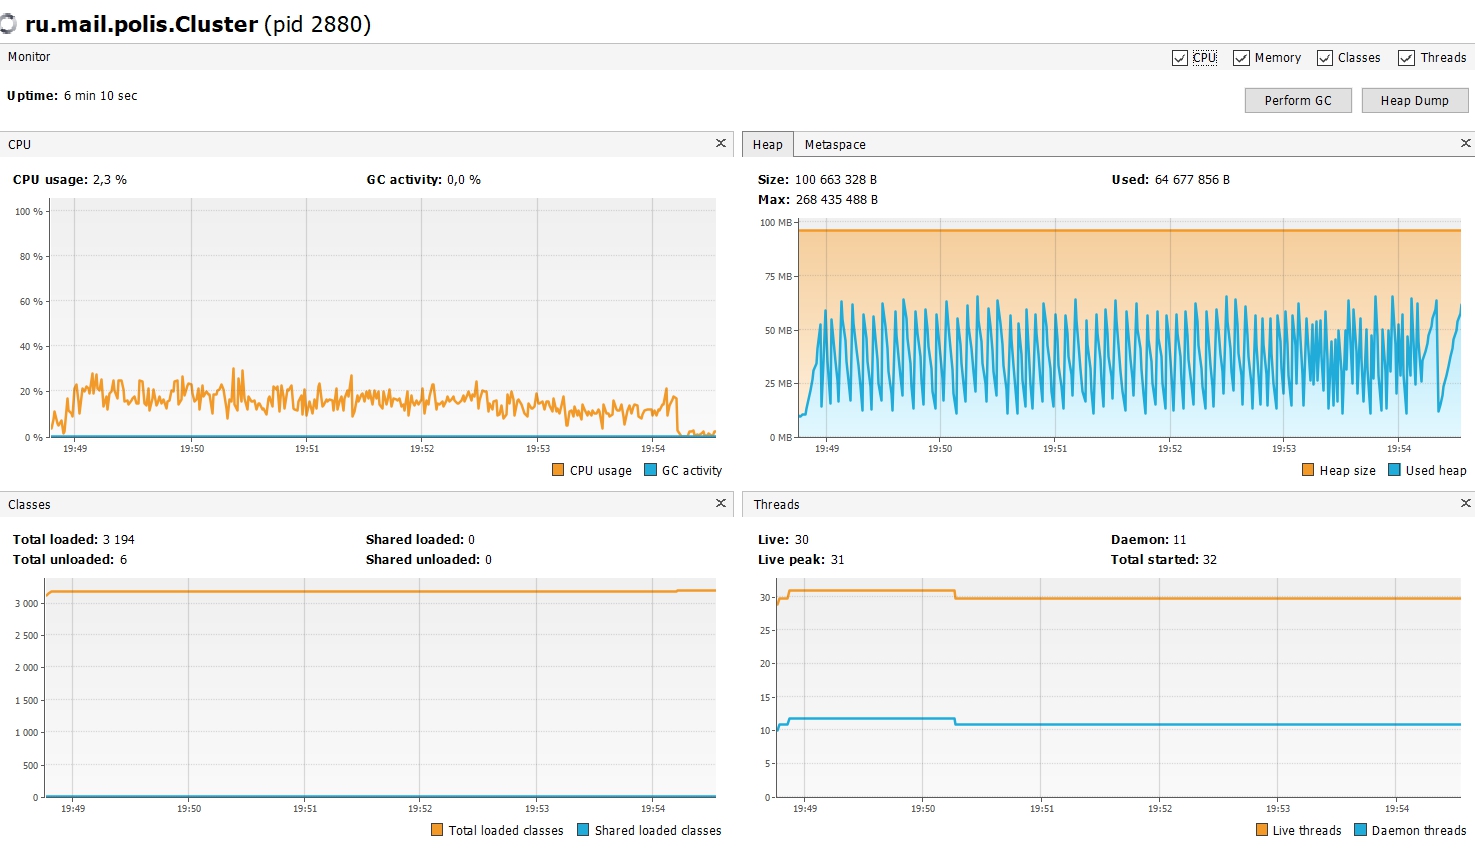 ru.mail.polis.Cluster (pid 2880)
Monitor
CPU Memory Classes Threads
Uptime: 6 min 10 sec
Perform GC Heap Dump
CPU
CPU usage: 2,3 % GC activity: 0,0 %
100 %
80 %
60 %
40 %
20 %
0 %
19:49 19:50 19:51 19:52 19:53 19:54
CPU usage GC activity
Heap Metaspace
Size: 100 663 328 B Used: 64 677 856 B
Max: 268 435 488 B
100 MB
75 MB
50 MB
25 MB
0 MB
19:49 19:50 19:51 19:52 19:53 19:54
Heap size Used heap
Classes
Total loaded: 3 194 Shared loaded: 0
Total unloaded: 6 Shared unloaded: 0
3 000
2 500
2 000
1 500
1 000
500
0
19:49 19:50 19:51 19:52 19:53 19:54
Total loaded classes Shared loaded classes
Threads
Live: 30 Daemon: 11
Live peak: 31 Total started: 32
30
25
20
15
10
5
0
19:49 19:50 19:51 19:52 19:53 19:54
Live threads Daemon threads